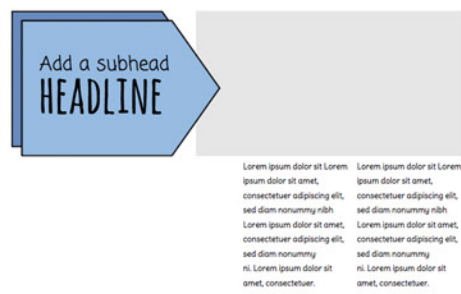 Add a subhead
HEADLINE
Lorem ipsum dolor sit Lorem
ipsum dolor sit amet,
consectetuer adipiscing elit,
sed diam nonummy nibh
Lorem ipsum dolor sit amet,
consectetuer adipiscing elit,
sed diam nonummy
ni. Lorem ipsum dolor sit
amet, consectetuer.
Lorem ipsum dolor sit Lorem
ipsum dolor sit amet,
consectetuer adipiscing elit,
sed diam nonummy nibh
Lorem ipsum dolor sit amet,
consectetuer adipiscing elit,
sed diam nonummy
ni. Lorem ipsum dolor sit
amet, consectetuer.